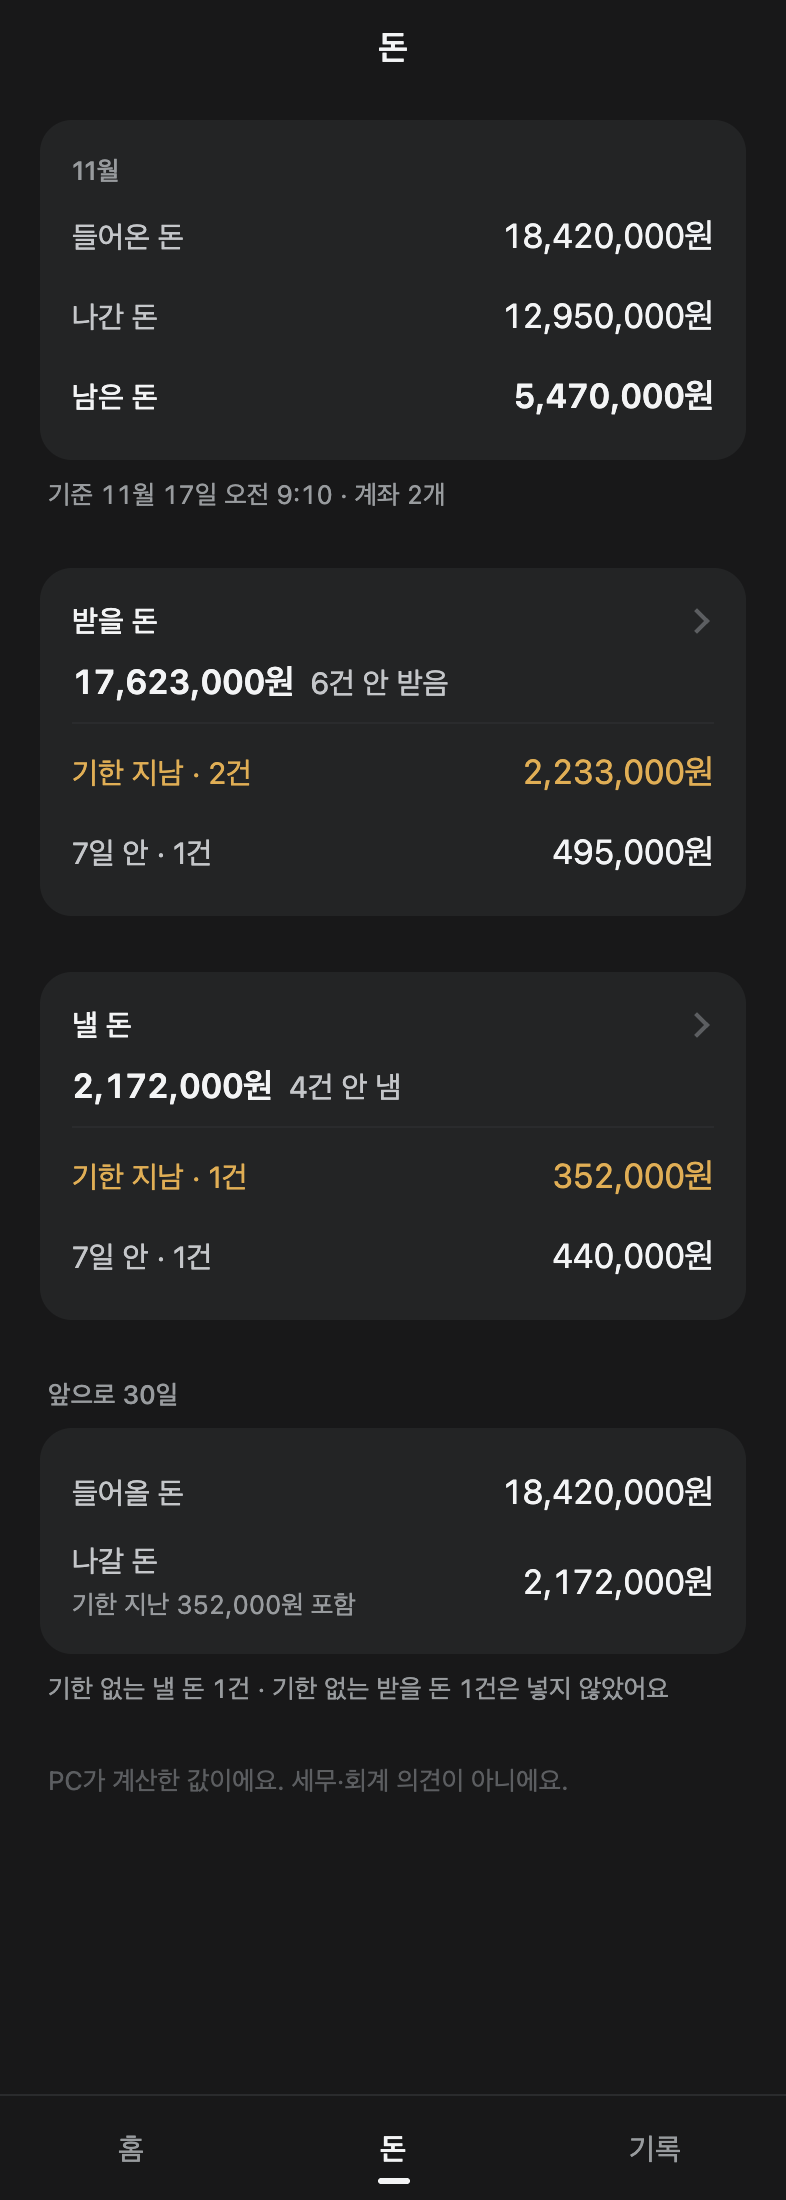 돈
11월
들어온 돈 18,420,000원
나간 돈 12,950,000원
남은 돈 5,470,000원
기준 11월 17일 오전 9:10 · 계좌 2개
받을 돈
17,623,000원 6건 안 받음
기한 지남 · 2건 2,233,000원
7일 안 · 1건 495,000원
낼 돈
2,172,000원 4건 안 냄
기한 지남 · 1건 352,000원
7일 안 · 1건 440,000원
앞으로 30일
들어올 돈 18,420,000원
나갈 돈 2,172,000원
기한 지난 352,000원 포함
기한 없는 낼 돈 1건 · 기한 없는 받을 돈 1건은 넣지 않았어요
PC가 계산한 값이에요. 세무·회계 의견이 아니에요.
홈 돈 기록